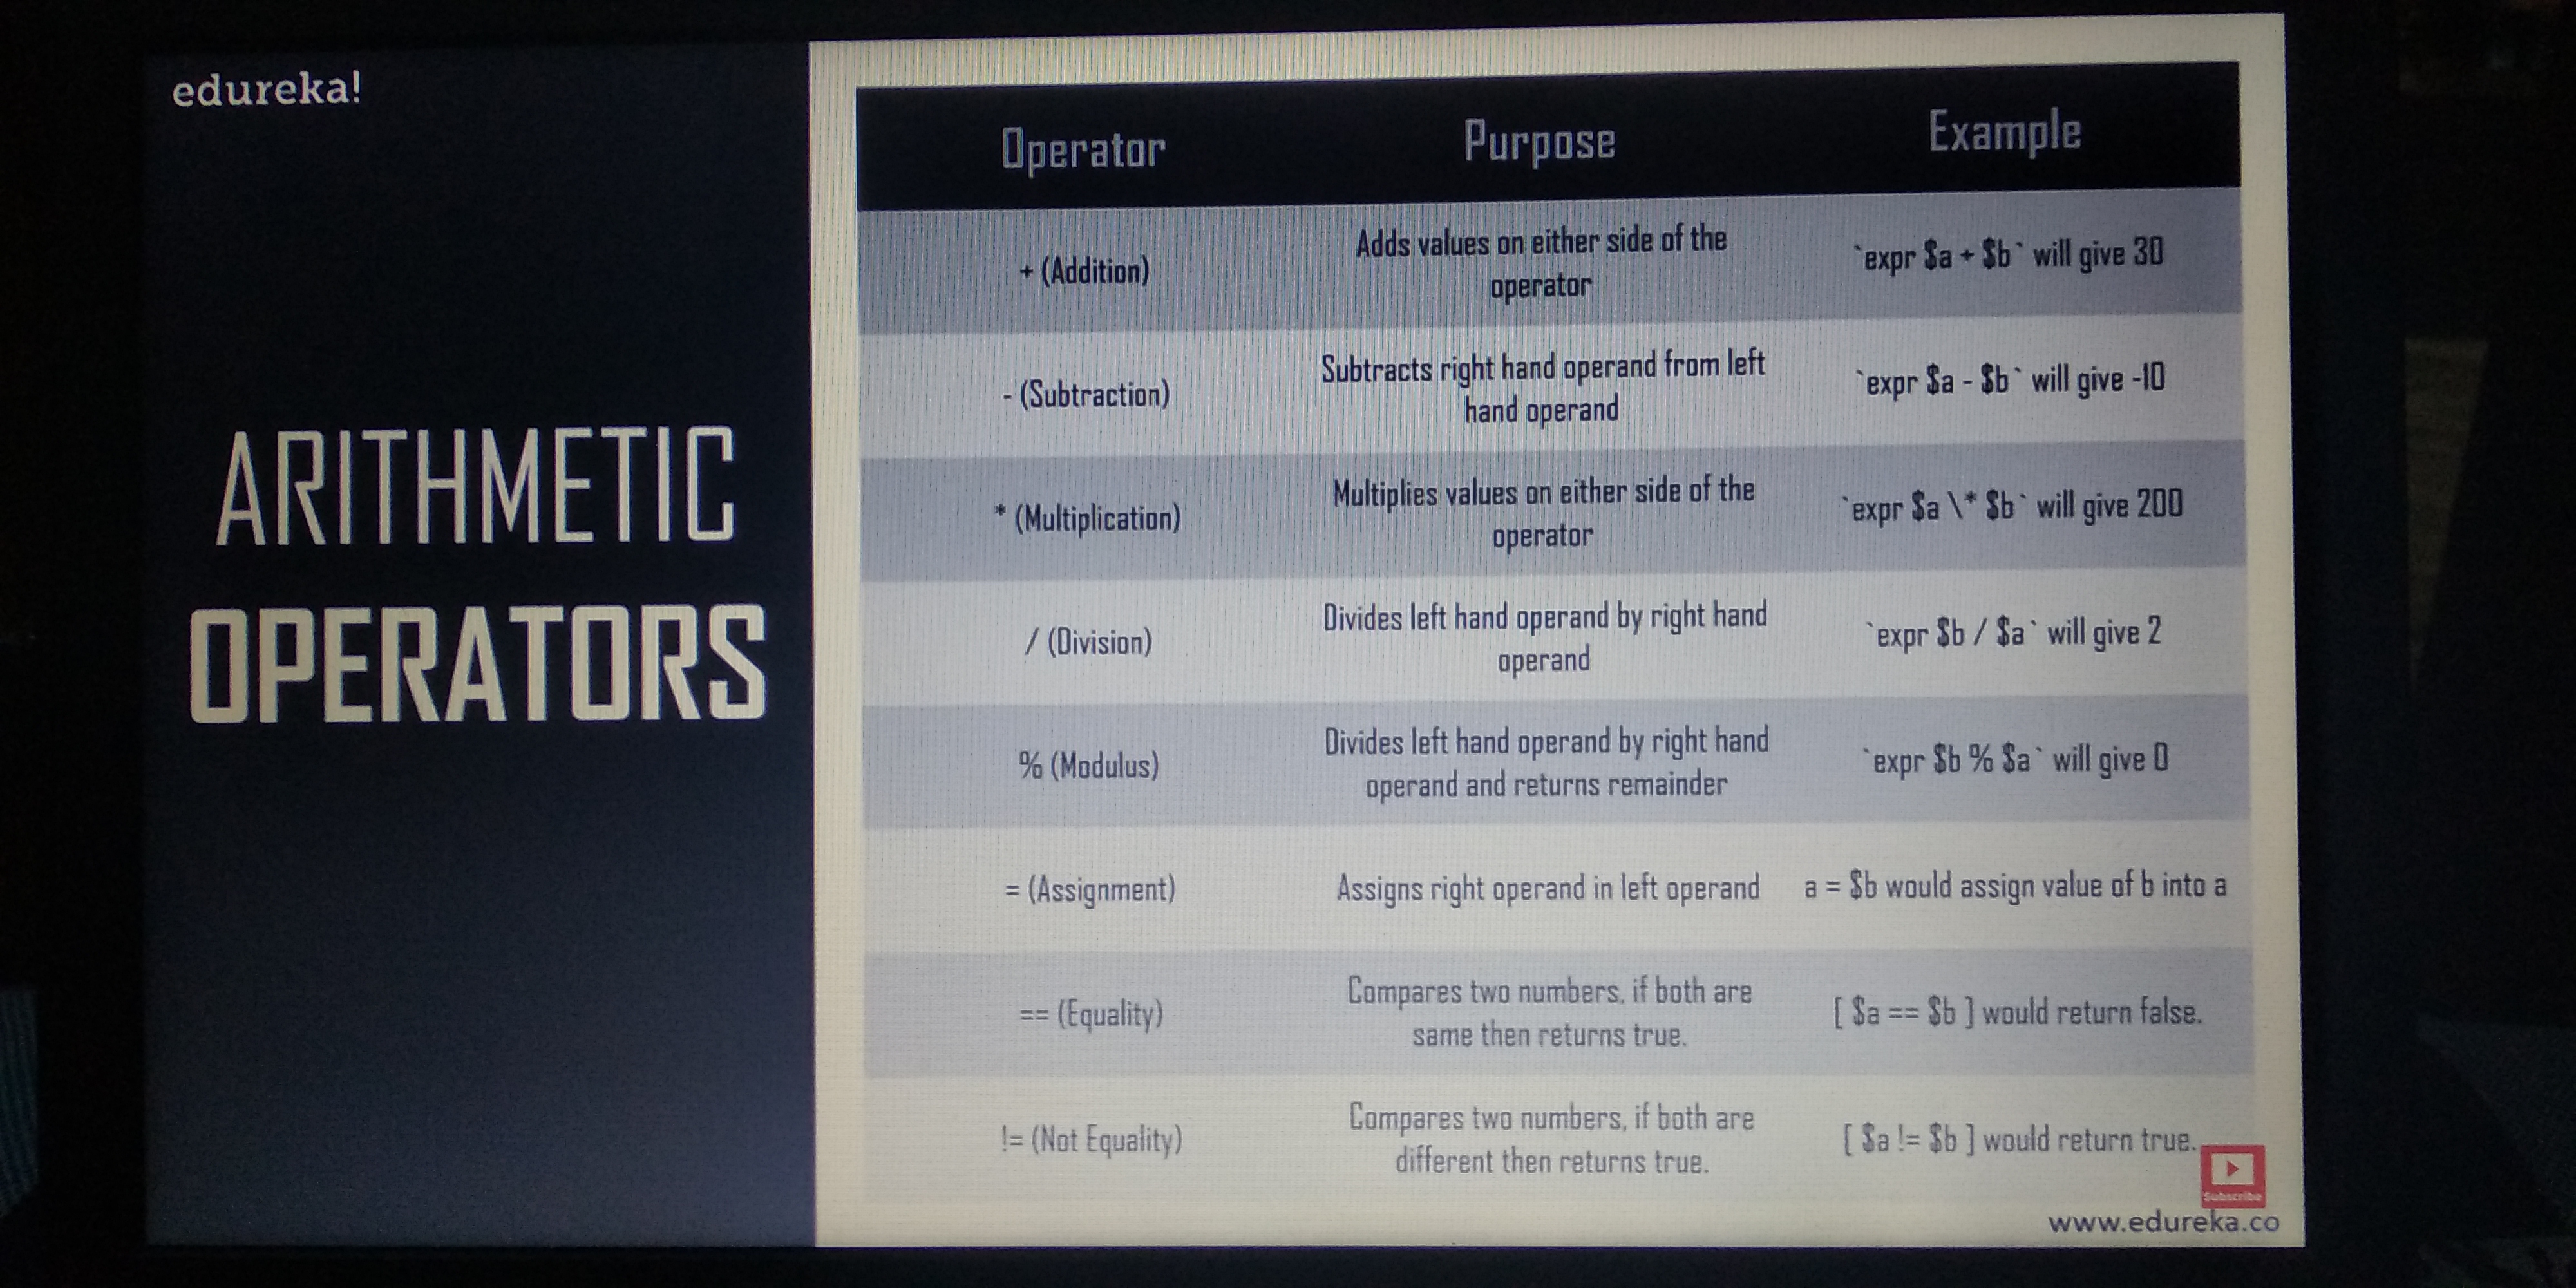 edureka!
ARITHMETIC
OPERATORS
Operator
Purpose
Example
+ (Addition)
Adds values on either side of the
operator
`expr $a + $b` will give 30
- (Subtraction)
Subtracts right hand operand from left
hand operand
`expr $a - $b` will give -10
* (Multiplication)
Multiplies values on either side of the
operator
`expr $a \* $b` will give 200
/ (Division)
Divides left hand operand by right hand
operand
`expr $b / $a` will give 2
% (Modulus)
Divides left hand operand by right hand
operand and returns remainder
`expr $b % $a` will give 0
= (Assignment)
Assigns right operand in left operand
a = $b would assign value of b into a
== (Equality)
Compares two numbers, if both are
same then returns true.
[ $a == $b ] would return false.
!= (Not Equality)
Compares two numbers, if both are
different then returns true.
[ $a != $b ] would return true.
Subscribe
www.edureka.co